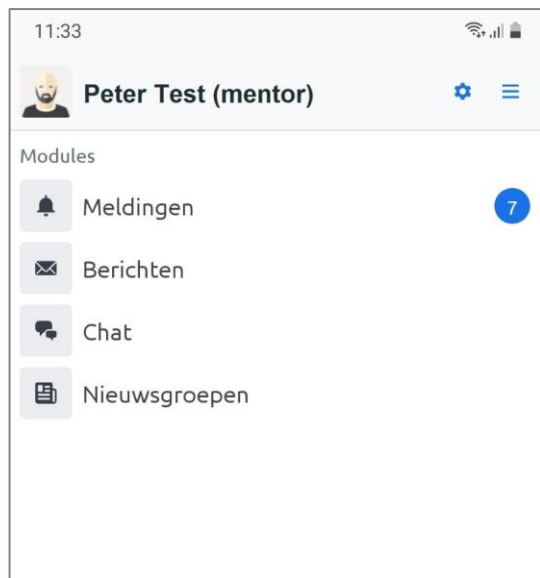 11:33
Peter Test (mentor)
Modules
Meldingen 7
Berichten
Chat
Nieuwsgroepen